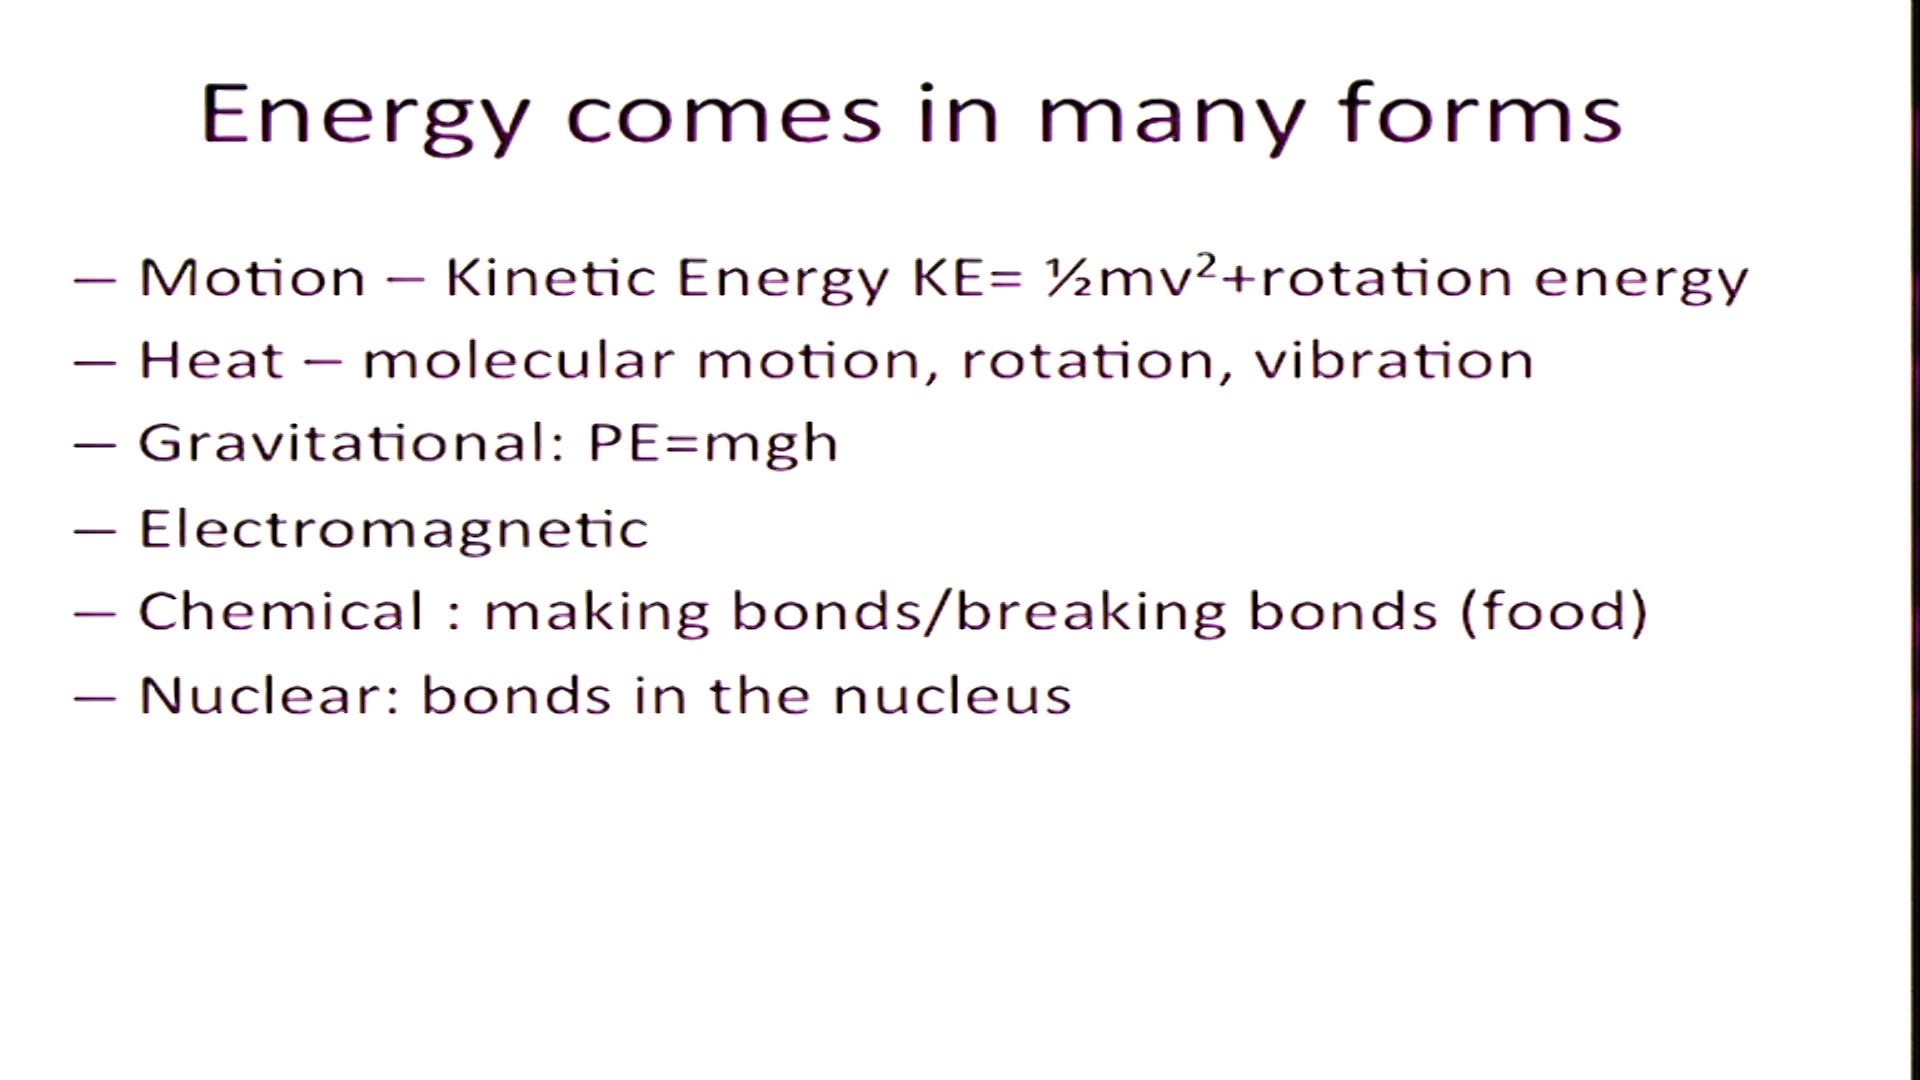 Energy comes in many forms
– Motion – Kinetic Energy KE= ½mv²+rotation energy
– Heat – molecular motion, rotation, vibration
– Gravitational: PE=mgh
– Electromagnetic
– Chemical : making bonds/breaking bonds (food)
– Nuclear: bonds in the nucleus